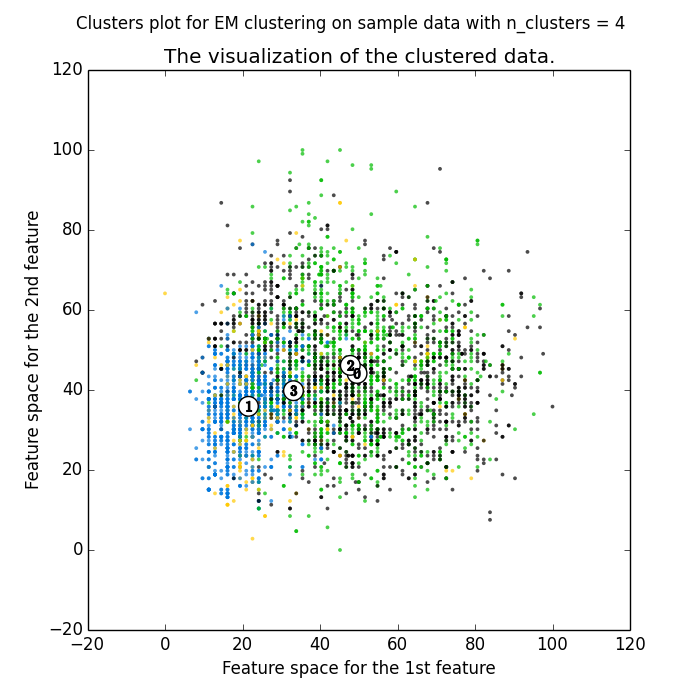 Clusters plot for EM clustering on sample data with n_clusters = 4
The visualization of the clustered data.
120
100
80
60
40
20
0
−20
−20 0 20 40 60 80 100 120
Feature space for the 2nd feature
Feature space for the 1st feature
1
3
2
0